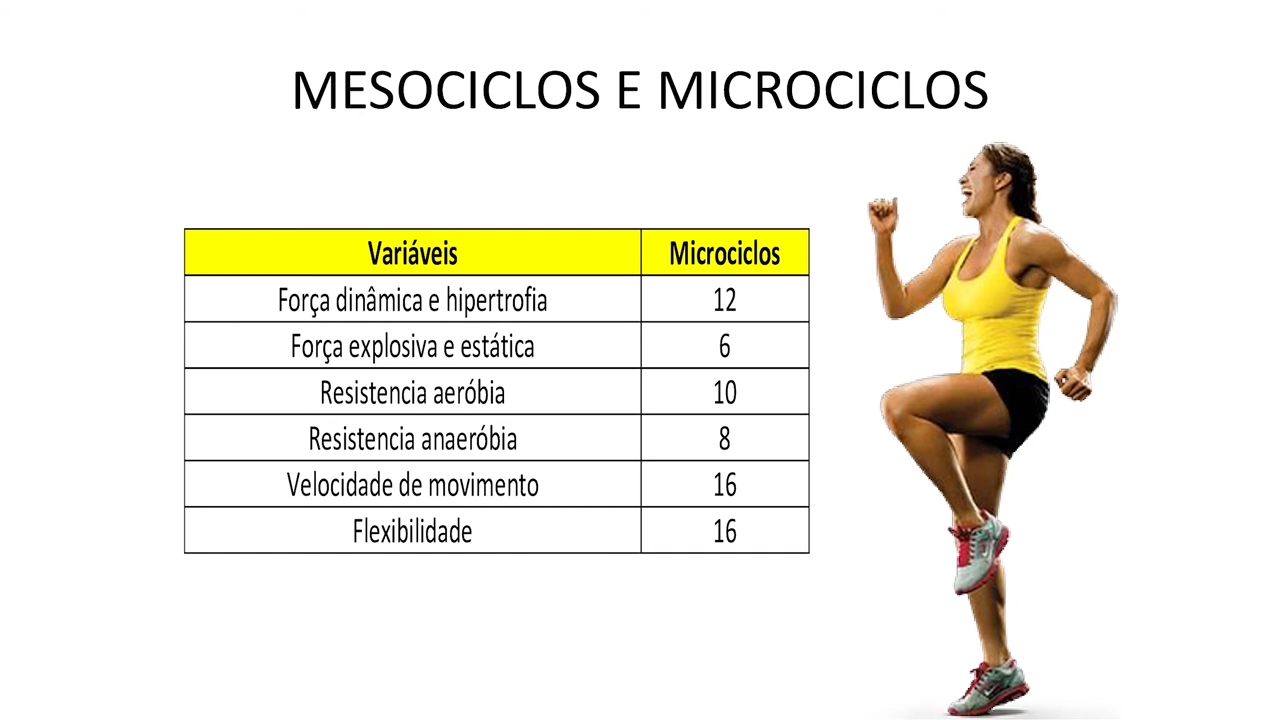 MESOCICLOS E MICROCICLOS
Variáveis Microciclos
Força dinâmica e hipertrofia 12
Força explosiva e estática 6
Resistencia aeróbia 10
Resistencia anaeróbia 8
Velocidade de movimento 16
Flexibilidade 16